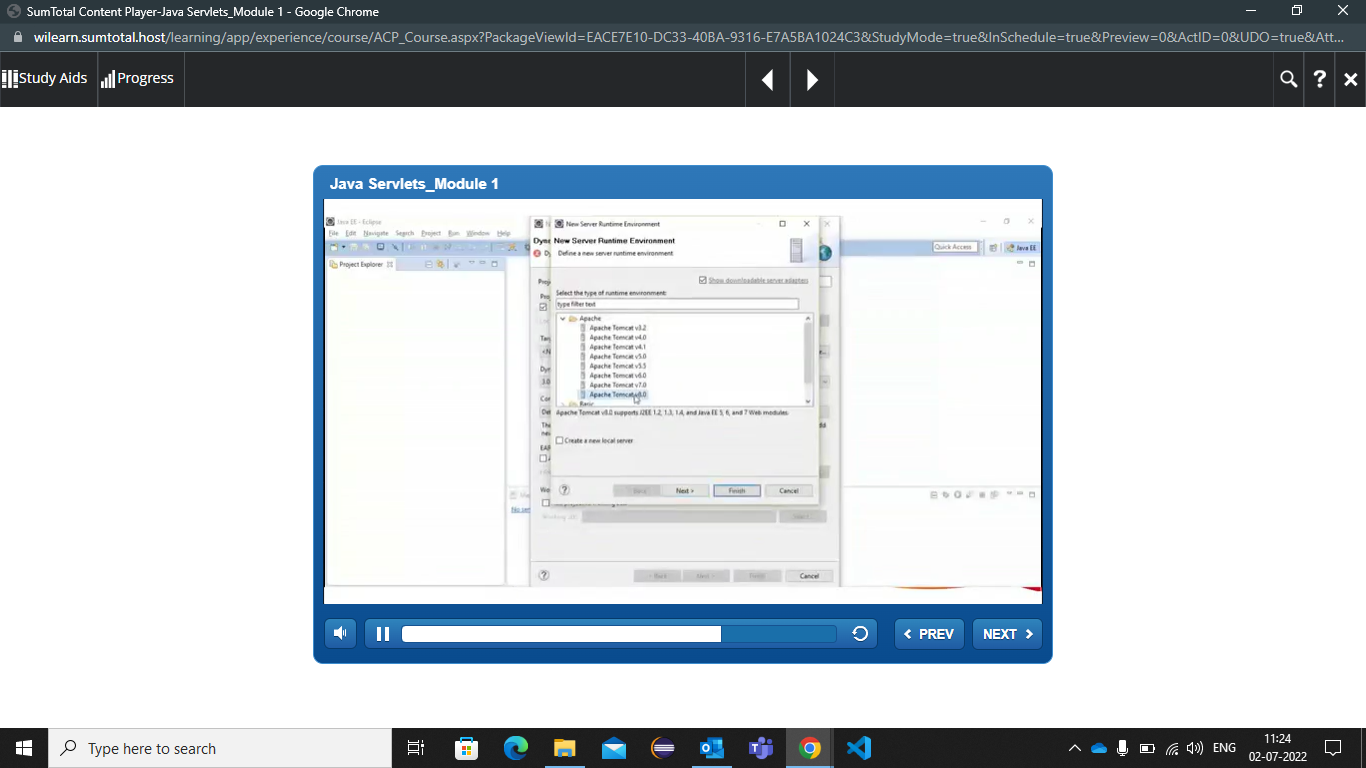 SumTotal Content Player-Java Servlets_Module 1 - Google Chrome
wilearn.sumtotal.host/learning/app/experience/course/ACP_Course.aspx?PackageViewId=EACE7E10-DC33-40BA-9316-E7A5BA1024C3&StudyMode=true&InSchedule=true&Preview=0&ActID=0&UDO=true&Att...
Study Aids Progress
Java Servlets_Module 1
Java EE - Eclipse
File Edit Navigate Search Project Run Window Help
Quick Access Java EE
Project Explorer
New Server Runtime Environment
New Server Runtime Environment
Define a new server runtime environment
Show downloadable server adapters
Select the type of runtime environment:
type filter text
Apache
Apache Tomcat v3.2
Apache Tomcat v4.0
Apache Tomcat v4.1
Apache Tomcat v5.0
Apache Tomcat v5.5
Apache Tomcat v6.0
Apache Tomcat v7.0
Apache Tomcat v8.0
Basic
Apache Tomcat v8.0 supports J2EE 1.2, 1.3, 1.4, and Java EE 5, 6, and 7 Web modules.
Create a new local server
Next > Finish Cancel
< Back Next > Finish Cancel
PREV NEXT
Type here to search
ENG
11:24
02-07-2022